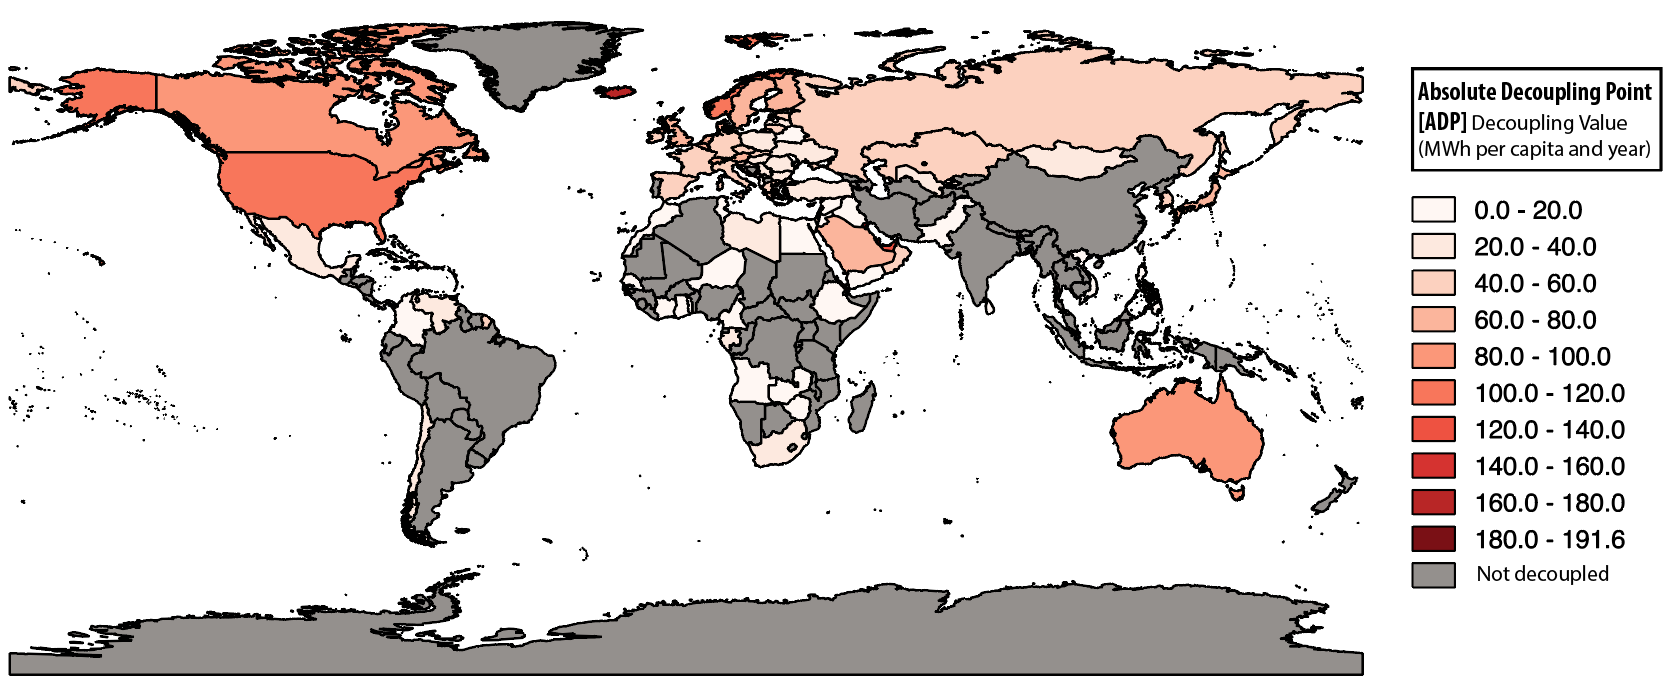 Absolute Decoupling Point
[ADP] Decoupling Value
(MWh per capita and year)
0.0 - 20.0
20.0 - 40.0
40.0 - 60.0
60.0 - 80.0
80.0 - 100.0
100.0 - 120.0
120.0 - 140.0
140.0 - 160.0
160.0 - 180.0
180.0 - 191.6
Not decoupled